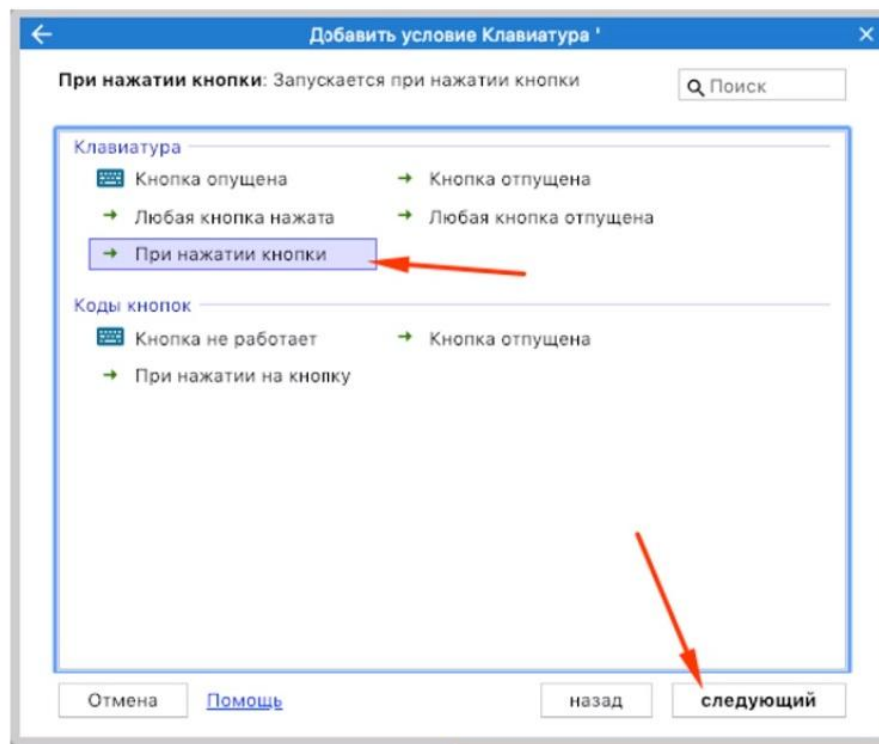 Добавить условие Клавиатура '
При нажатии кнопки: Запускается при нажатии кнопки
Поиск
Клавиатура
Кнопка опущена
Кнопка отпущена
Любая кнопка нажата
Любая кнопка отпущена
При нажатии кнопки
Коды кнопок
Кнопка не работает
Кнопка отпущена
При нажатии на кнопку
Отмена
Помощь
назад
следующий